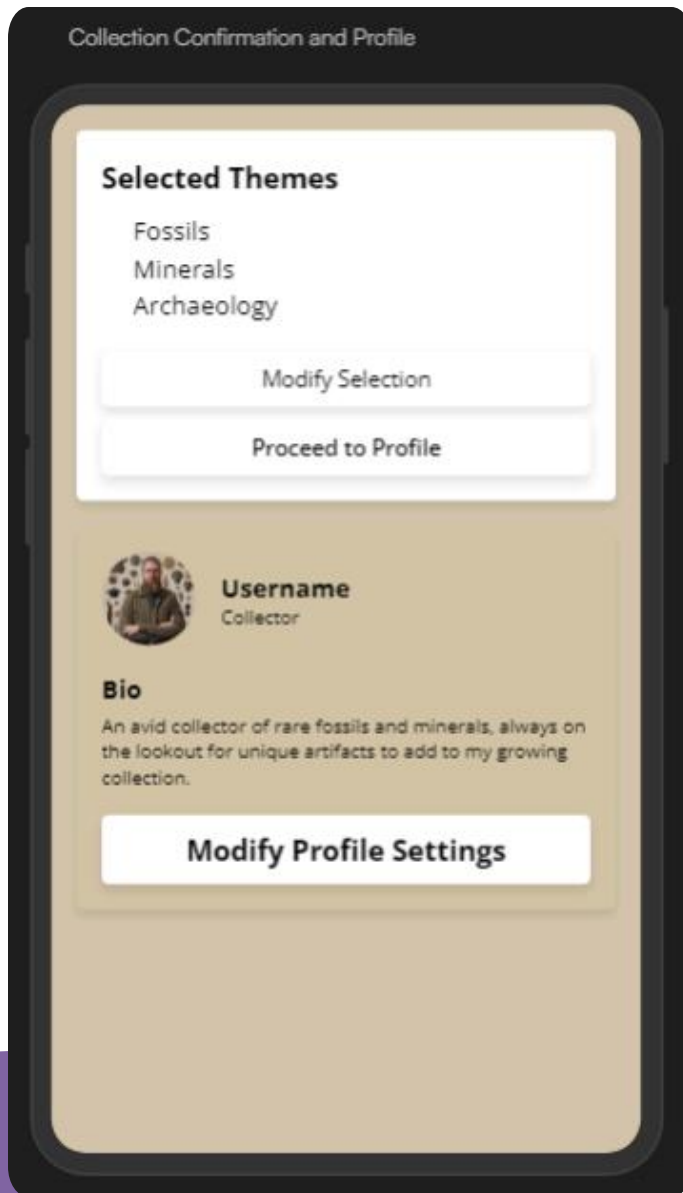 Collection Confirmation and Profile
Selected Themes
Fossils
Minerals
Archaeology
Modify Selection
Proceed to Profile
Username
Collector
Bio
An avid collector of rare fossils and minerals, always on
the lookout for unique artifacts to add to my growing
collection.
Modify Profile Settings